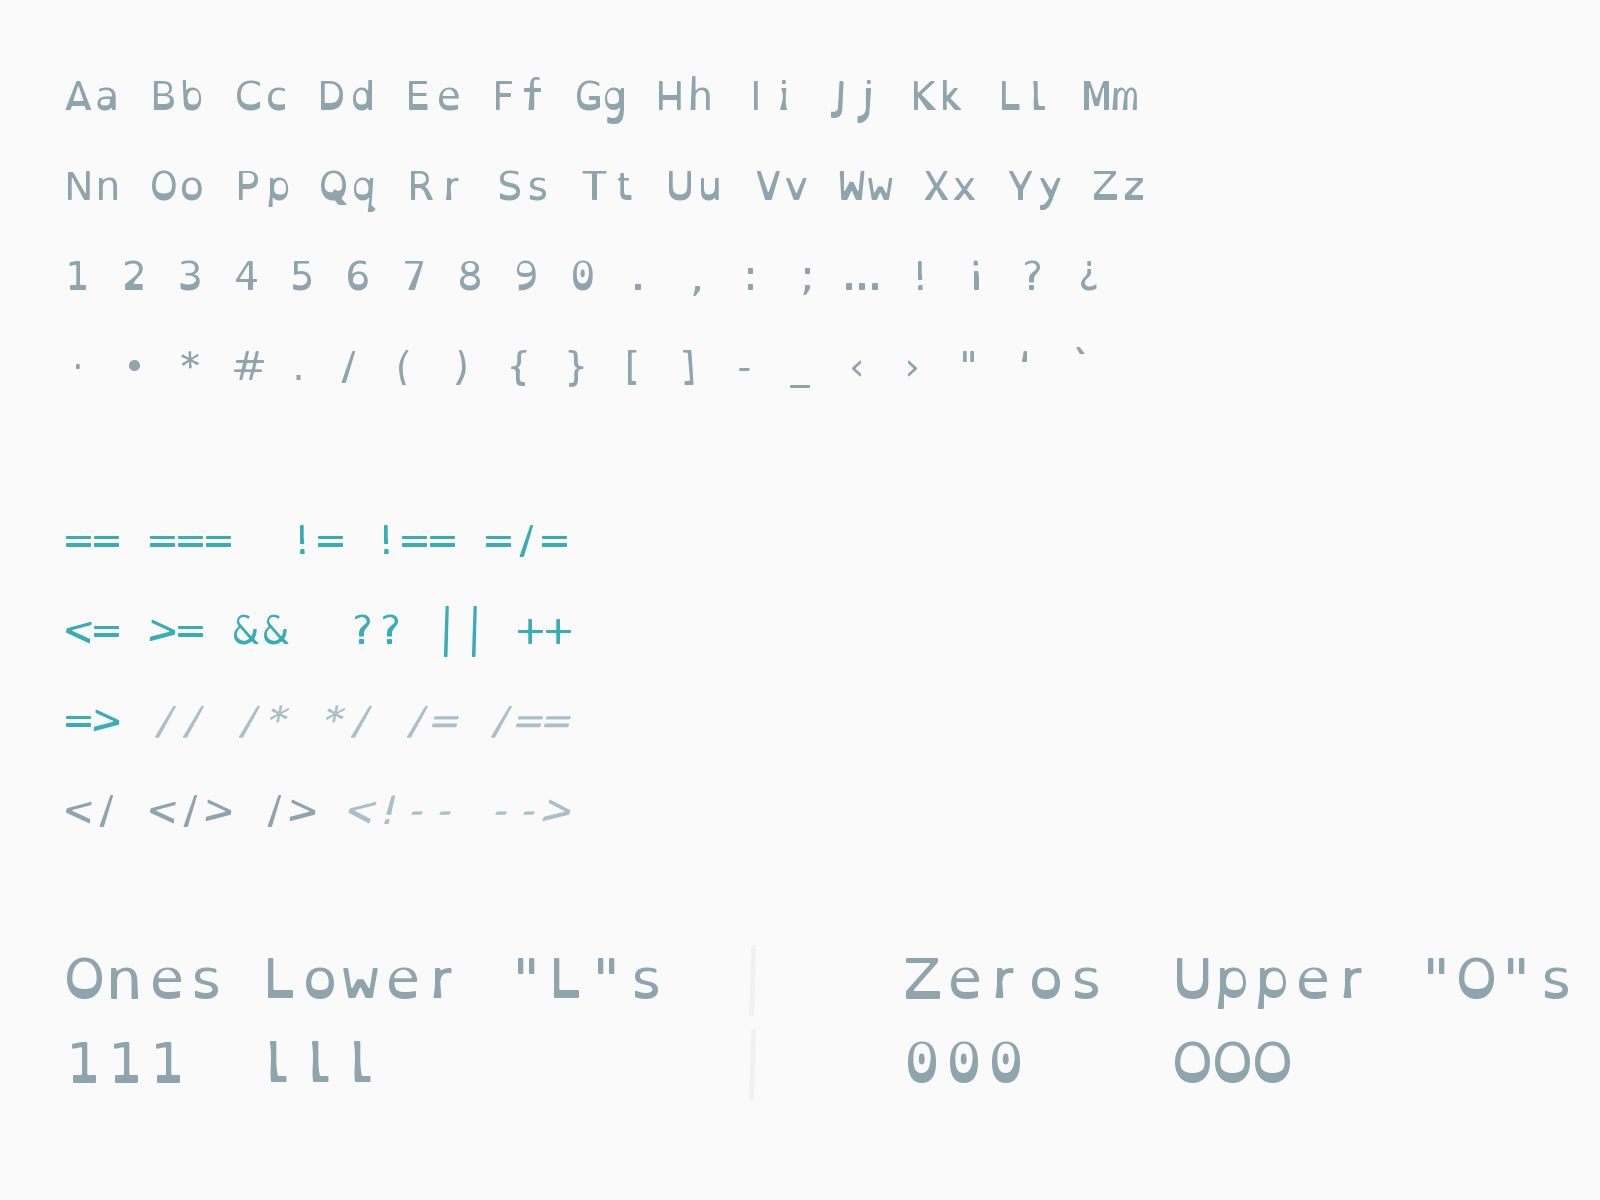 Aa Bb Cc Dd Ee Ff Gg Hh Ii Jj Kk Ll Mm
Nn Oo Pp Qq Rr Ss Tt Uu Vv Ww Xx Yy Zz
1 2 3 4 5 6 7 8 9 0 . , : ; … ! ¡ ? ¿
· • * # . / ( ) { } [ ] - _ ‹ › " ' `
== === != !== =/=
<= >= && ?? || ++
=> // /* */ /= /==
</ </> /> <!-- -->
Ones Lower "L"s | Zeros Upper "O"s
111 lll | 000 OOO